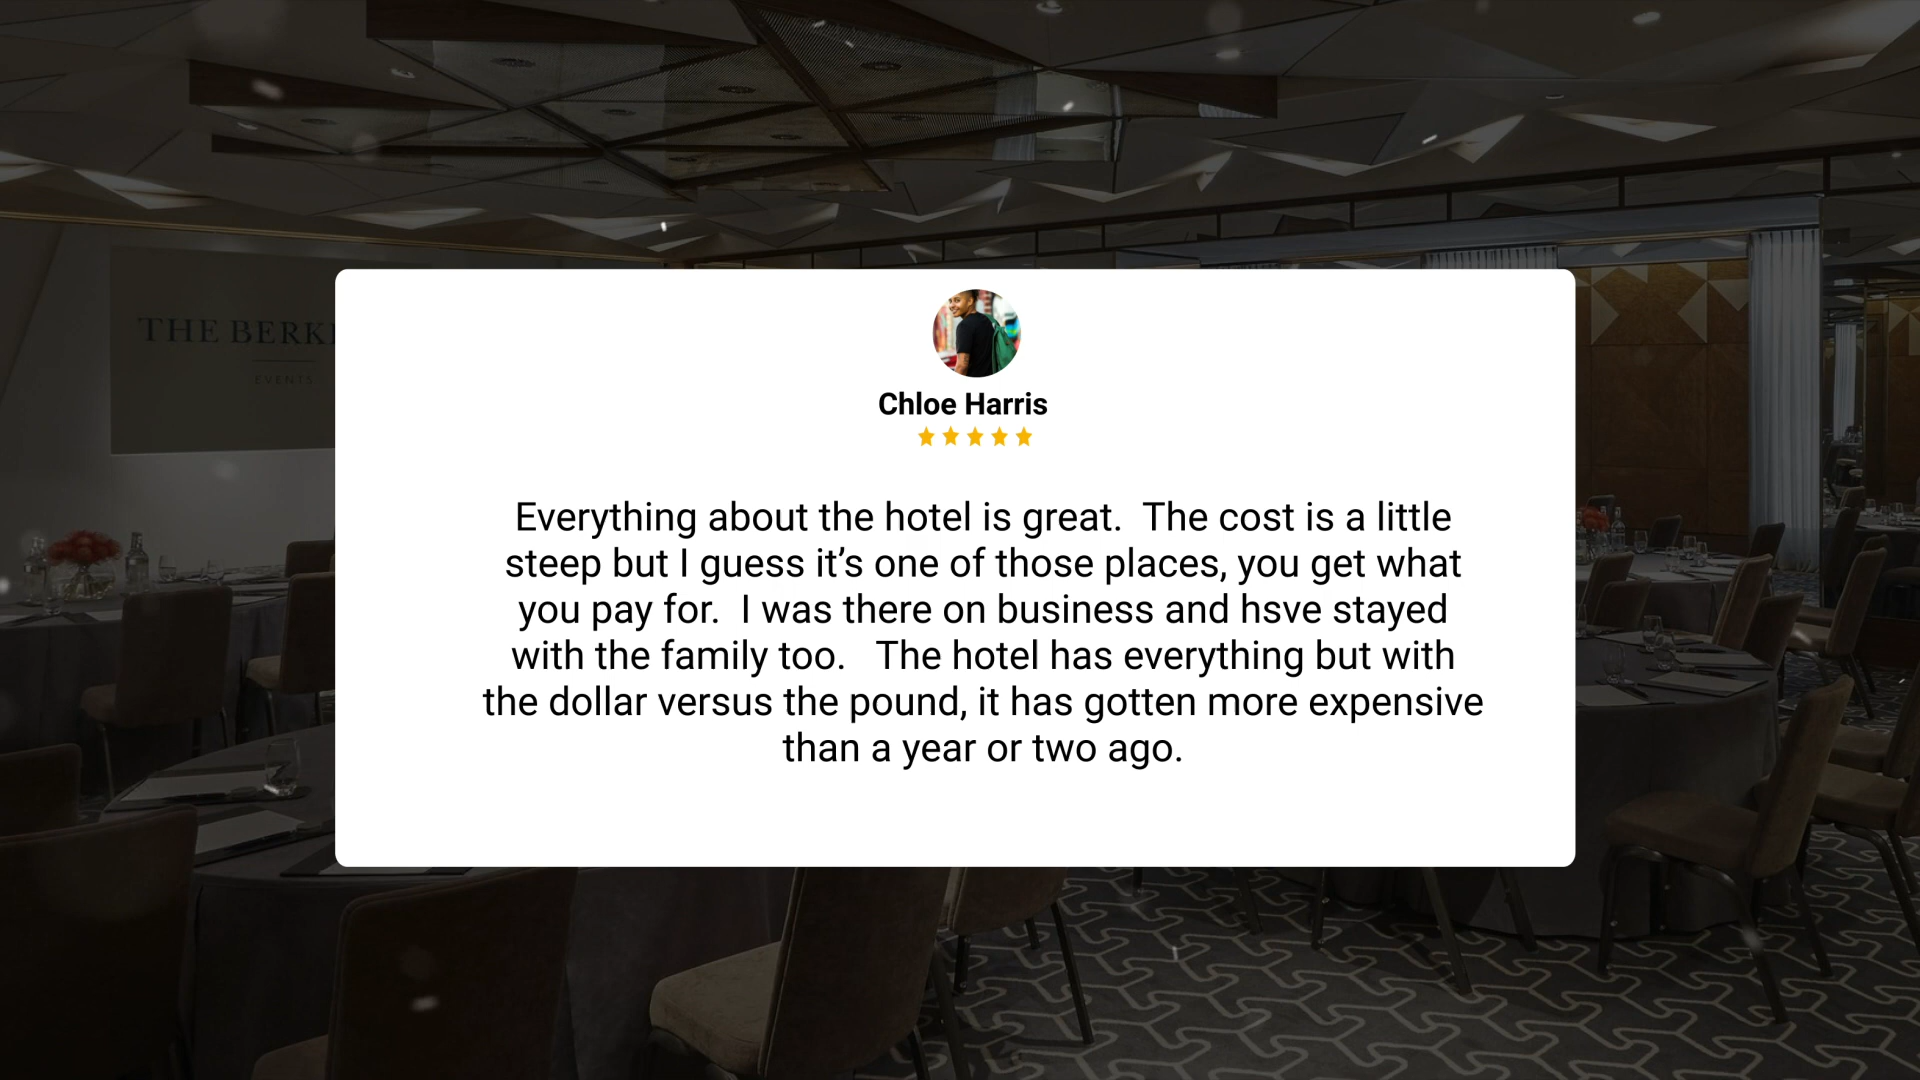 THE BERK
EVENTS
Chloe Harris
Everything about the hotel is great.  The cost is a little
steep but I guess it’s one of those places, you get what
you pay for.  I was there on business and hsve stayed
with the family too.   The hotel has everything but with
the dollar versus the pound, it has gotten more expensive
than a year or two ago.